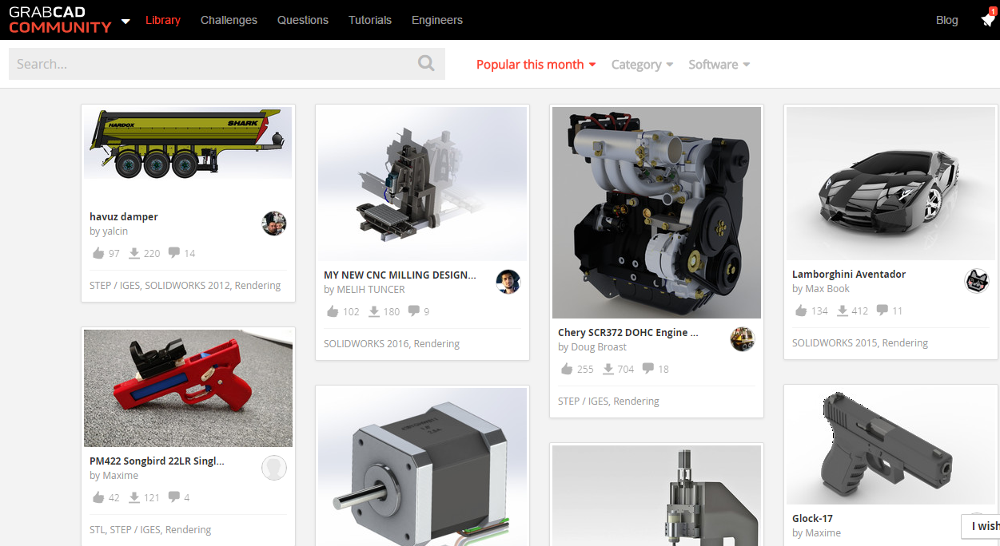 GRABCAD
COMMUNITY
Library
Challenges
Questions
Tutorials
Engineers
Blog
1
Search...
Popular this month
Category
Software
HARDOX
SHARK
havuz damper
by yalcin
97 220 14
STEP / IGES, SOLIDWORKS 2012, Rendering
MY NEW CNC MILLING DESIGN...
by MELIH TUNCER
102 180 9
SOLIDWORKS 2016, Rendering
Chery SCR372 DOHC Engine ...
by Doug Broast
255 704 18
STEP / IGES, Rendering
Lamborghini Aventador
by Max Book
134 412 11
SOLIDWORKS 2015, Rendering
PM422 Songbird 22LR Singl...
by Maxime
42 121 4
STL, STEP / IGES, Rendering
Glock-17
by Maxime
I wish